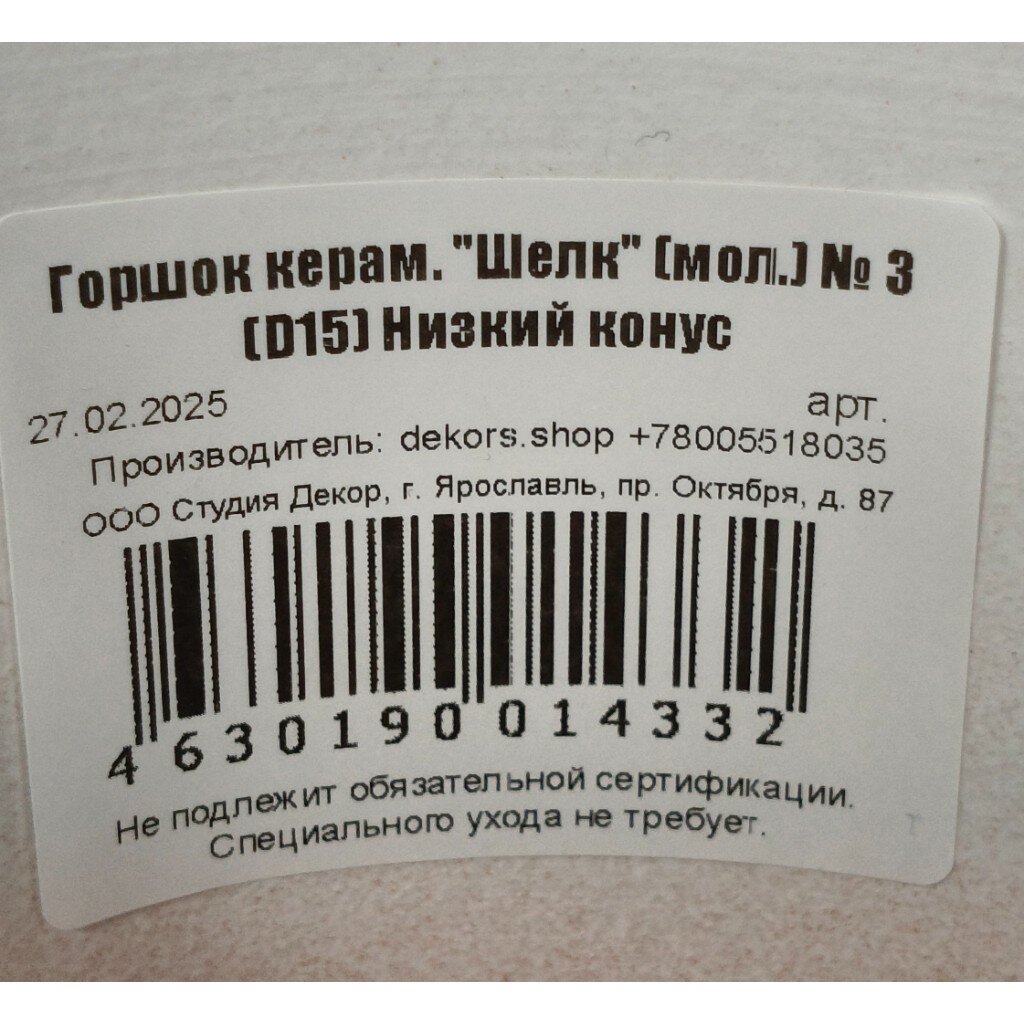 Горшок керам. "Шелк" (мол.) № 3
(D15) Низкий конус
27.02.2025 арт.
Производитель: dekors.shop +78005518035
ООО Студия Декор, г. Ярославль, пр. Октября, д. 87
4 630190 014332
Не подлежит обязательной сертификации.
Специального ухода не требует.